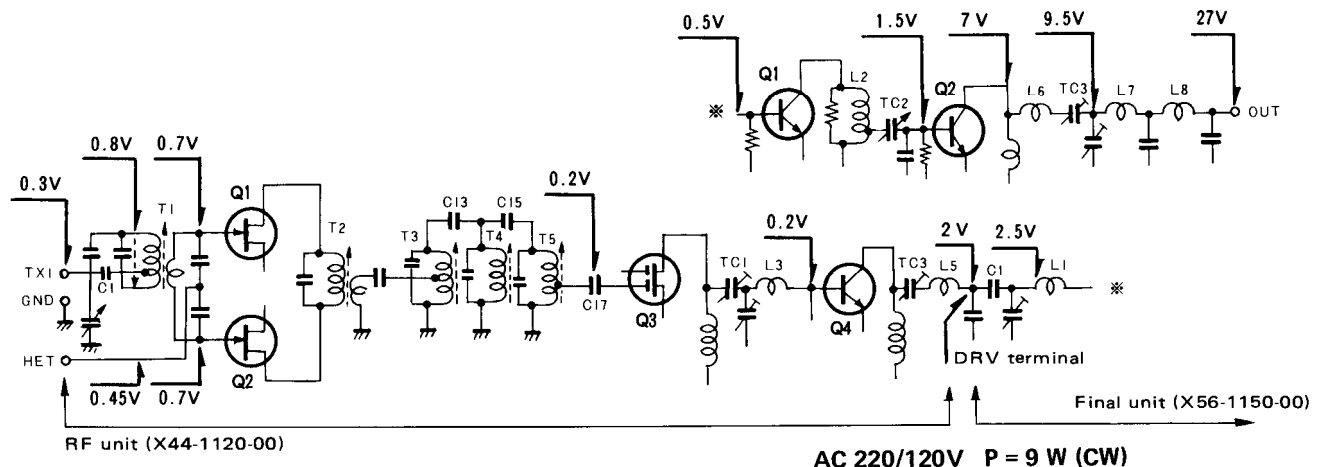 0.5V 1.5V 7V 9.5V 27V
Q1 L2 Q2 L6 TC3 L7 L8
※ TC2 OUT
0.8V 0.7V
0.3V T1 Q1 0.2V
C13 C15
T2 T3 T4 T5 0.2V 2V 2.5V
TC1 L3 TC3 L5 C1 L1
TXI C1 C17 ※
GND Q3 Q4
HET Q2 DRV terminal
0.45V 0.7V
Final unit (X56-1150-00)
RF unit (X44-1120-00)
AC 220/120V P = 9 W (CW)